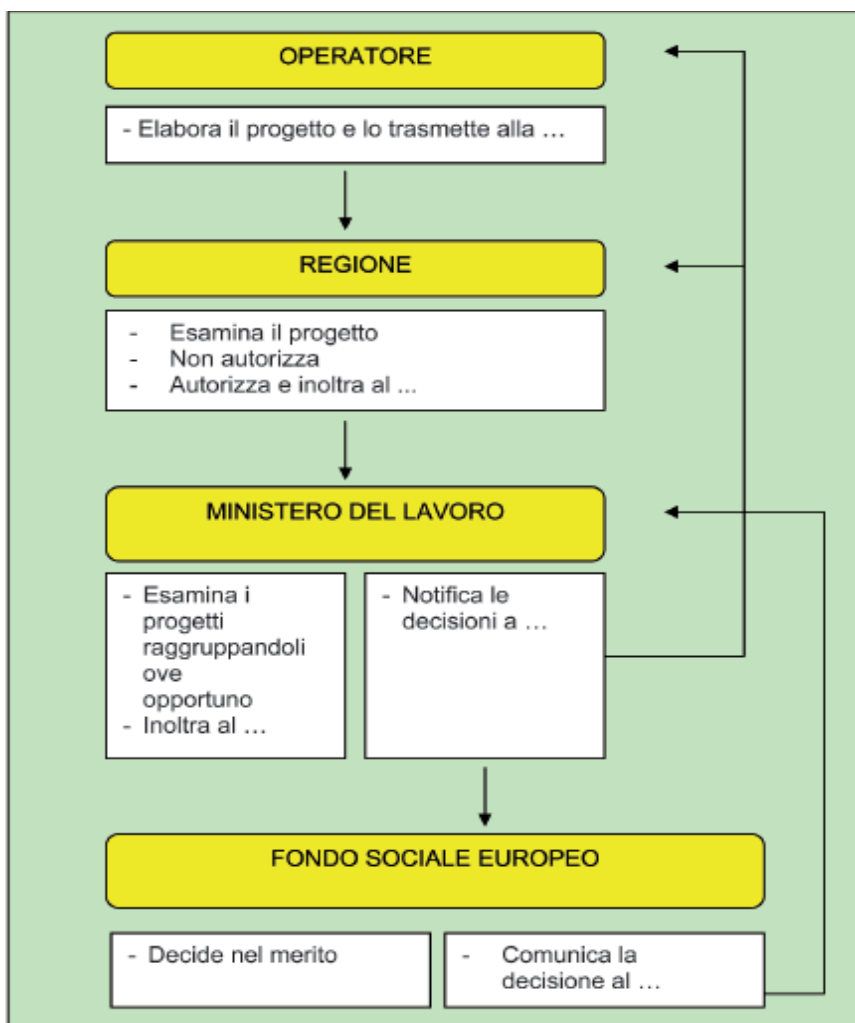 OPERATORE
- Elabora il progetto e lo trasmette alla …
REGIONE
- Esamina il progetto
- Non autorizza
- Autorizza e inoltra al ...
MINISTERO DEL LAVORO
- Esamina i
progetti
raggruppandoli
ove
opportuno
- Inoltra al …
- Notifica le
decisioni a …
FONDO SOCIALE EUROPEO
- Decide nel merito
- Comunica la
decisione al …